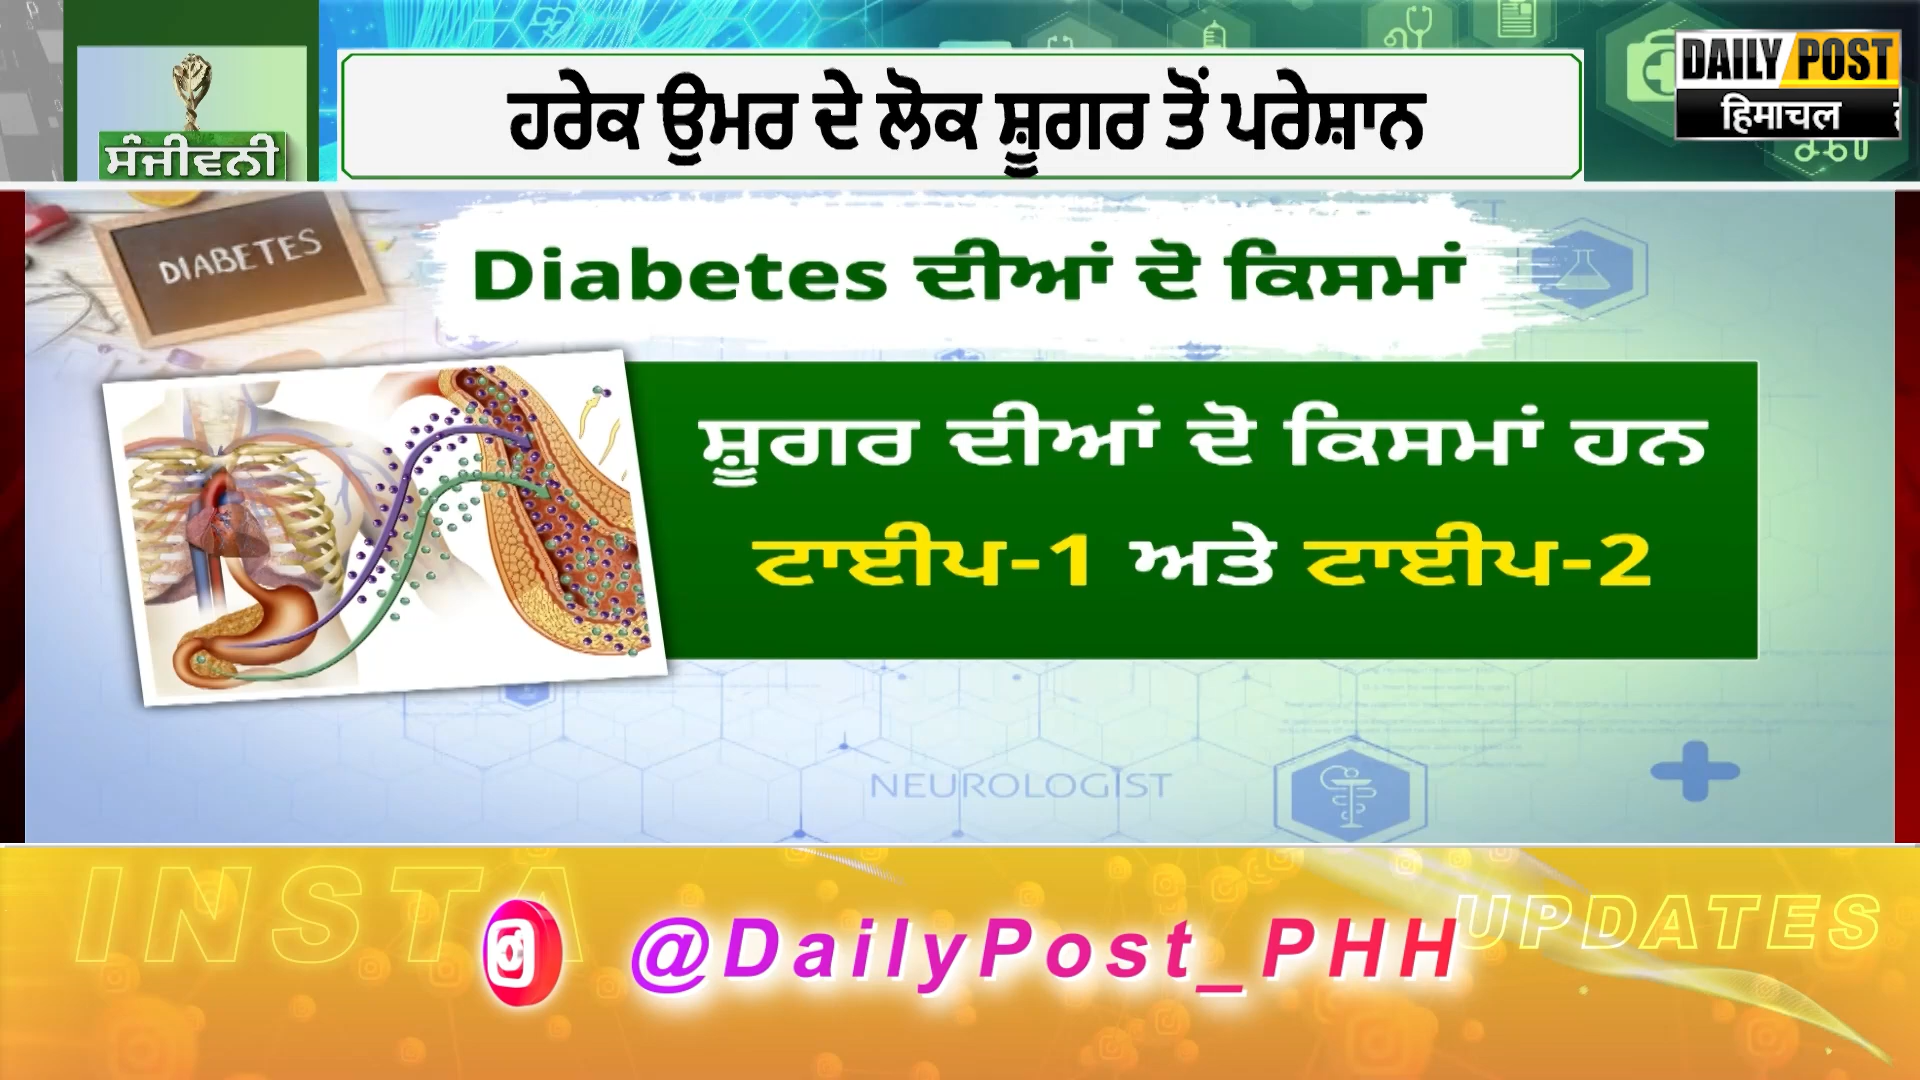 ਸੰਜੀਵਨੀ
ਹਰੇਕ ਉਮਰ ਦੇ ਲੋਕ ਸ਼ੂਗਰ ਤੋਂ ਪਰੇਸ਼ਾਨ
DAILY POST
हिमाचल
DIABETES
Diabetes ਦੀਆਂ ਦੋ ਕਿਸਮਾਂ
ਸ਼ੂਗਰ ਦੀਆਂ ਦੋ ਕਿਸਮਾਂ ਹਨ
ਟਾਈਪ-1 ਅਤੇ ਟਾਈਪ-2
NEUROLOGIST
INSTA
@DailyPost_PHH
UPDATES